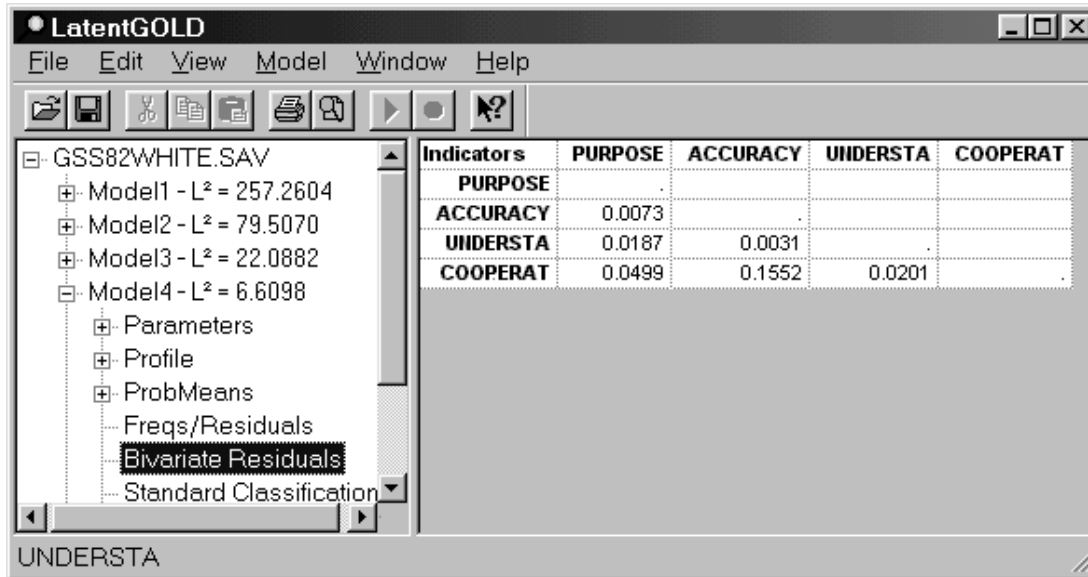 LatentGOLD
File Edit View Model Window Help
GSS82WHITE.SAV
Model1 - L² = 257.2604
Model2 - L² = 79.5070
Model3 - L² = 22.0882
Model4 - L² = 6.6098
Parameters
Profile
ProbMeans
Freqs/Residuals
Bivariate Residuals
Standard Classification
Indicators PURPOSE ACCURACY UNDERSTA COOPERAT
PURPOSE .
ACCURACY 0.0073 .
UNDERSTA 0.0187 0.0031 .
COOPERAT 0.0499 0.1552 0.0201 .
UNDERSTA